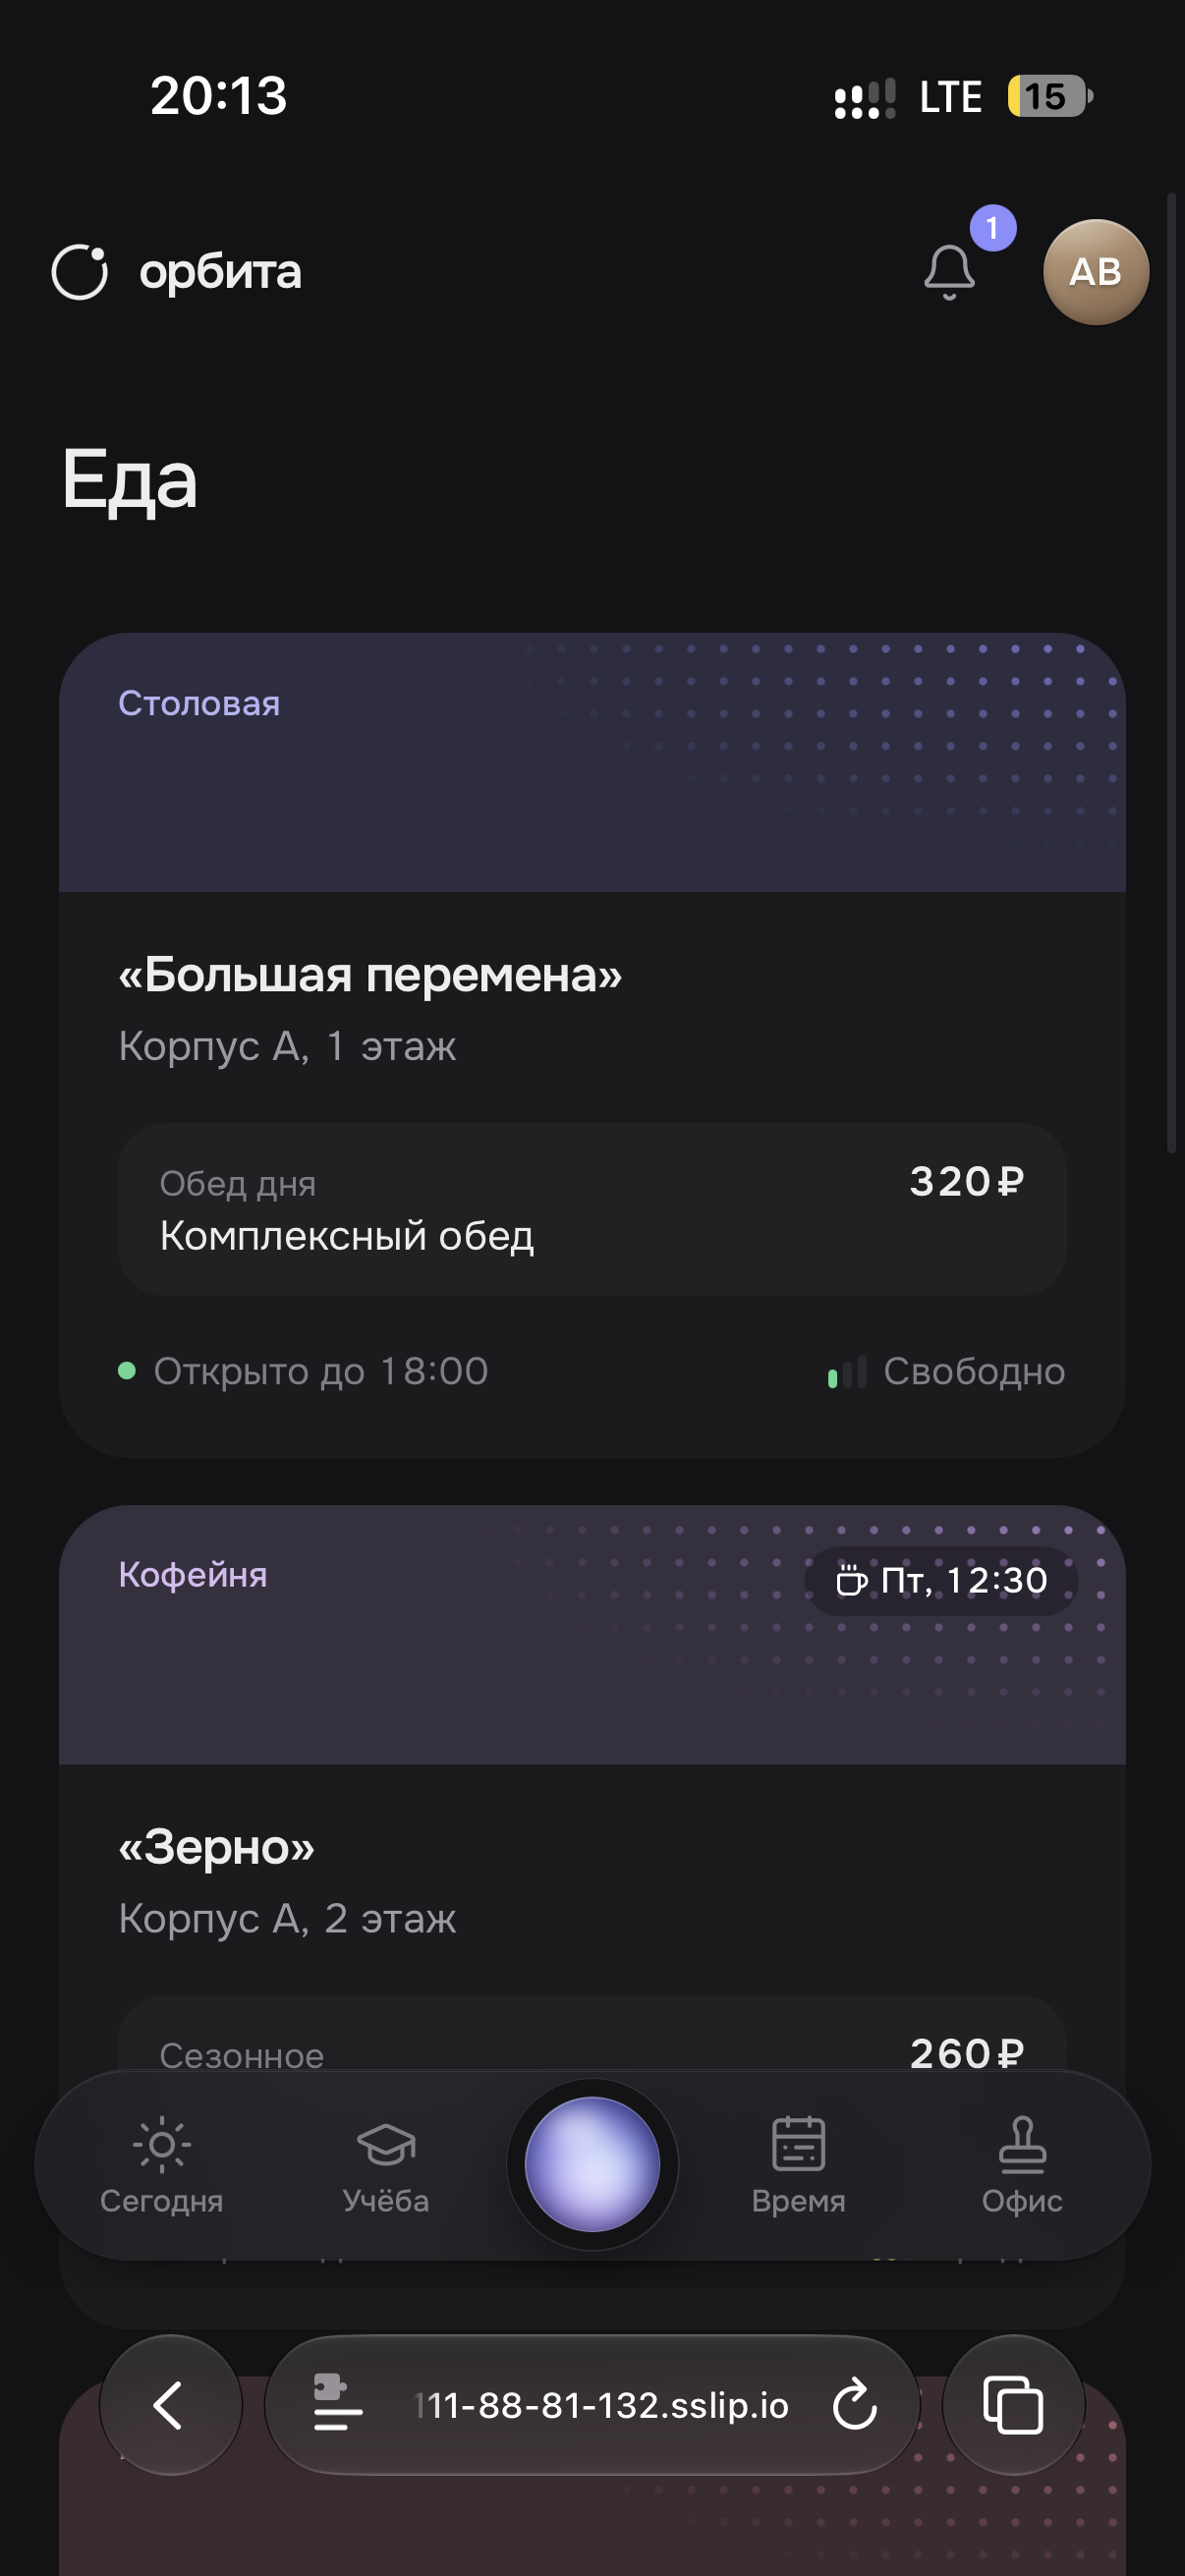 20:13
LTE
15
орбита
1
АВ
Еда
Столовая
«Большая перемена»
Корпус А, 1 этаж
Обед дня
320 ₽
Комплексный обед
Открыто до 18:00
Свободно
Кофейня
Пт, 12:30
«Зерно»
Корпус А, 2 этаж
Сезонное
260 ₽
Сегодня
Учёба
Время
Офис
111-88-81-132.sslip.io